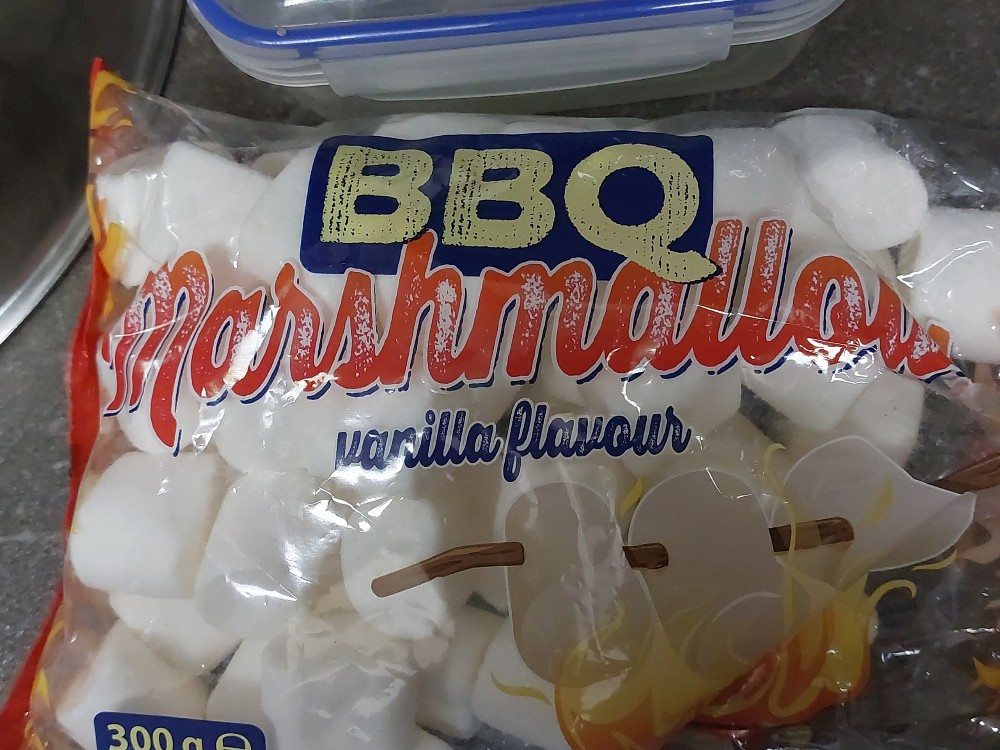 BBQ
Marshmallow
vanilla flavour
300 g ℮